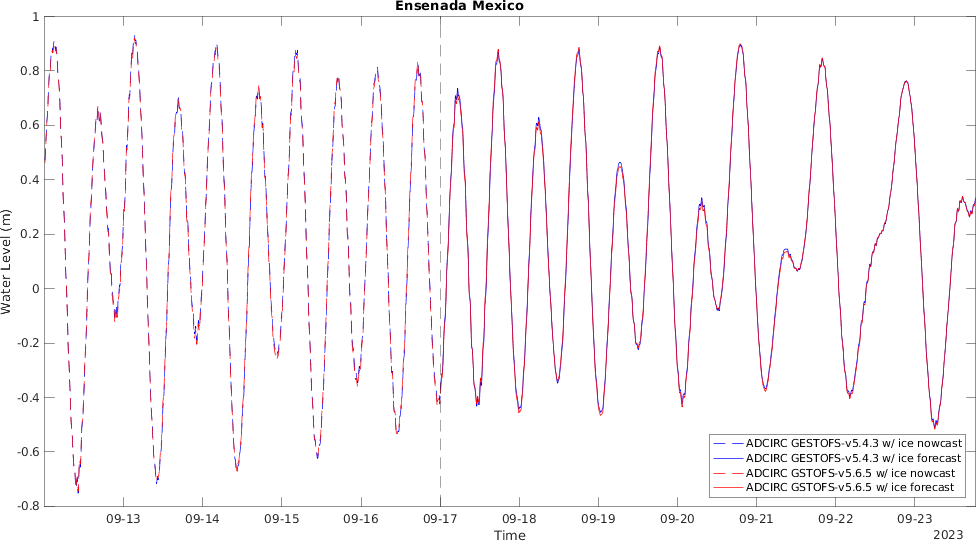 Ensenada Mexico
1
0.8
0.6
0.4
0.2
0
-0.2
-0.4
-0.6
-0.8
Water Level (m)
ADCIRC GESTOFS-v5.4.3 w/ ice nowcast
ADCIRC GESTOFS-v5.4.3 w/ ice forecast
ADCIRC GSTOFS-v5.6.5 w/ ice nowcast
ADCIRC GSTOFS-v5.6.5 w/ ice forecast
09-13 09-14 09-15 09-16 09-17 09-18 09-19 09-20 09-21 09-22 09-23
Time
2023